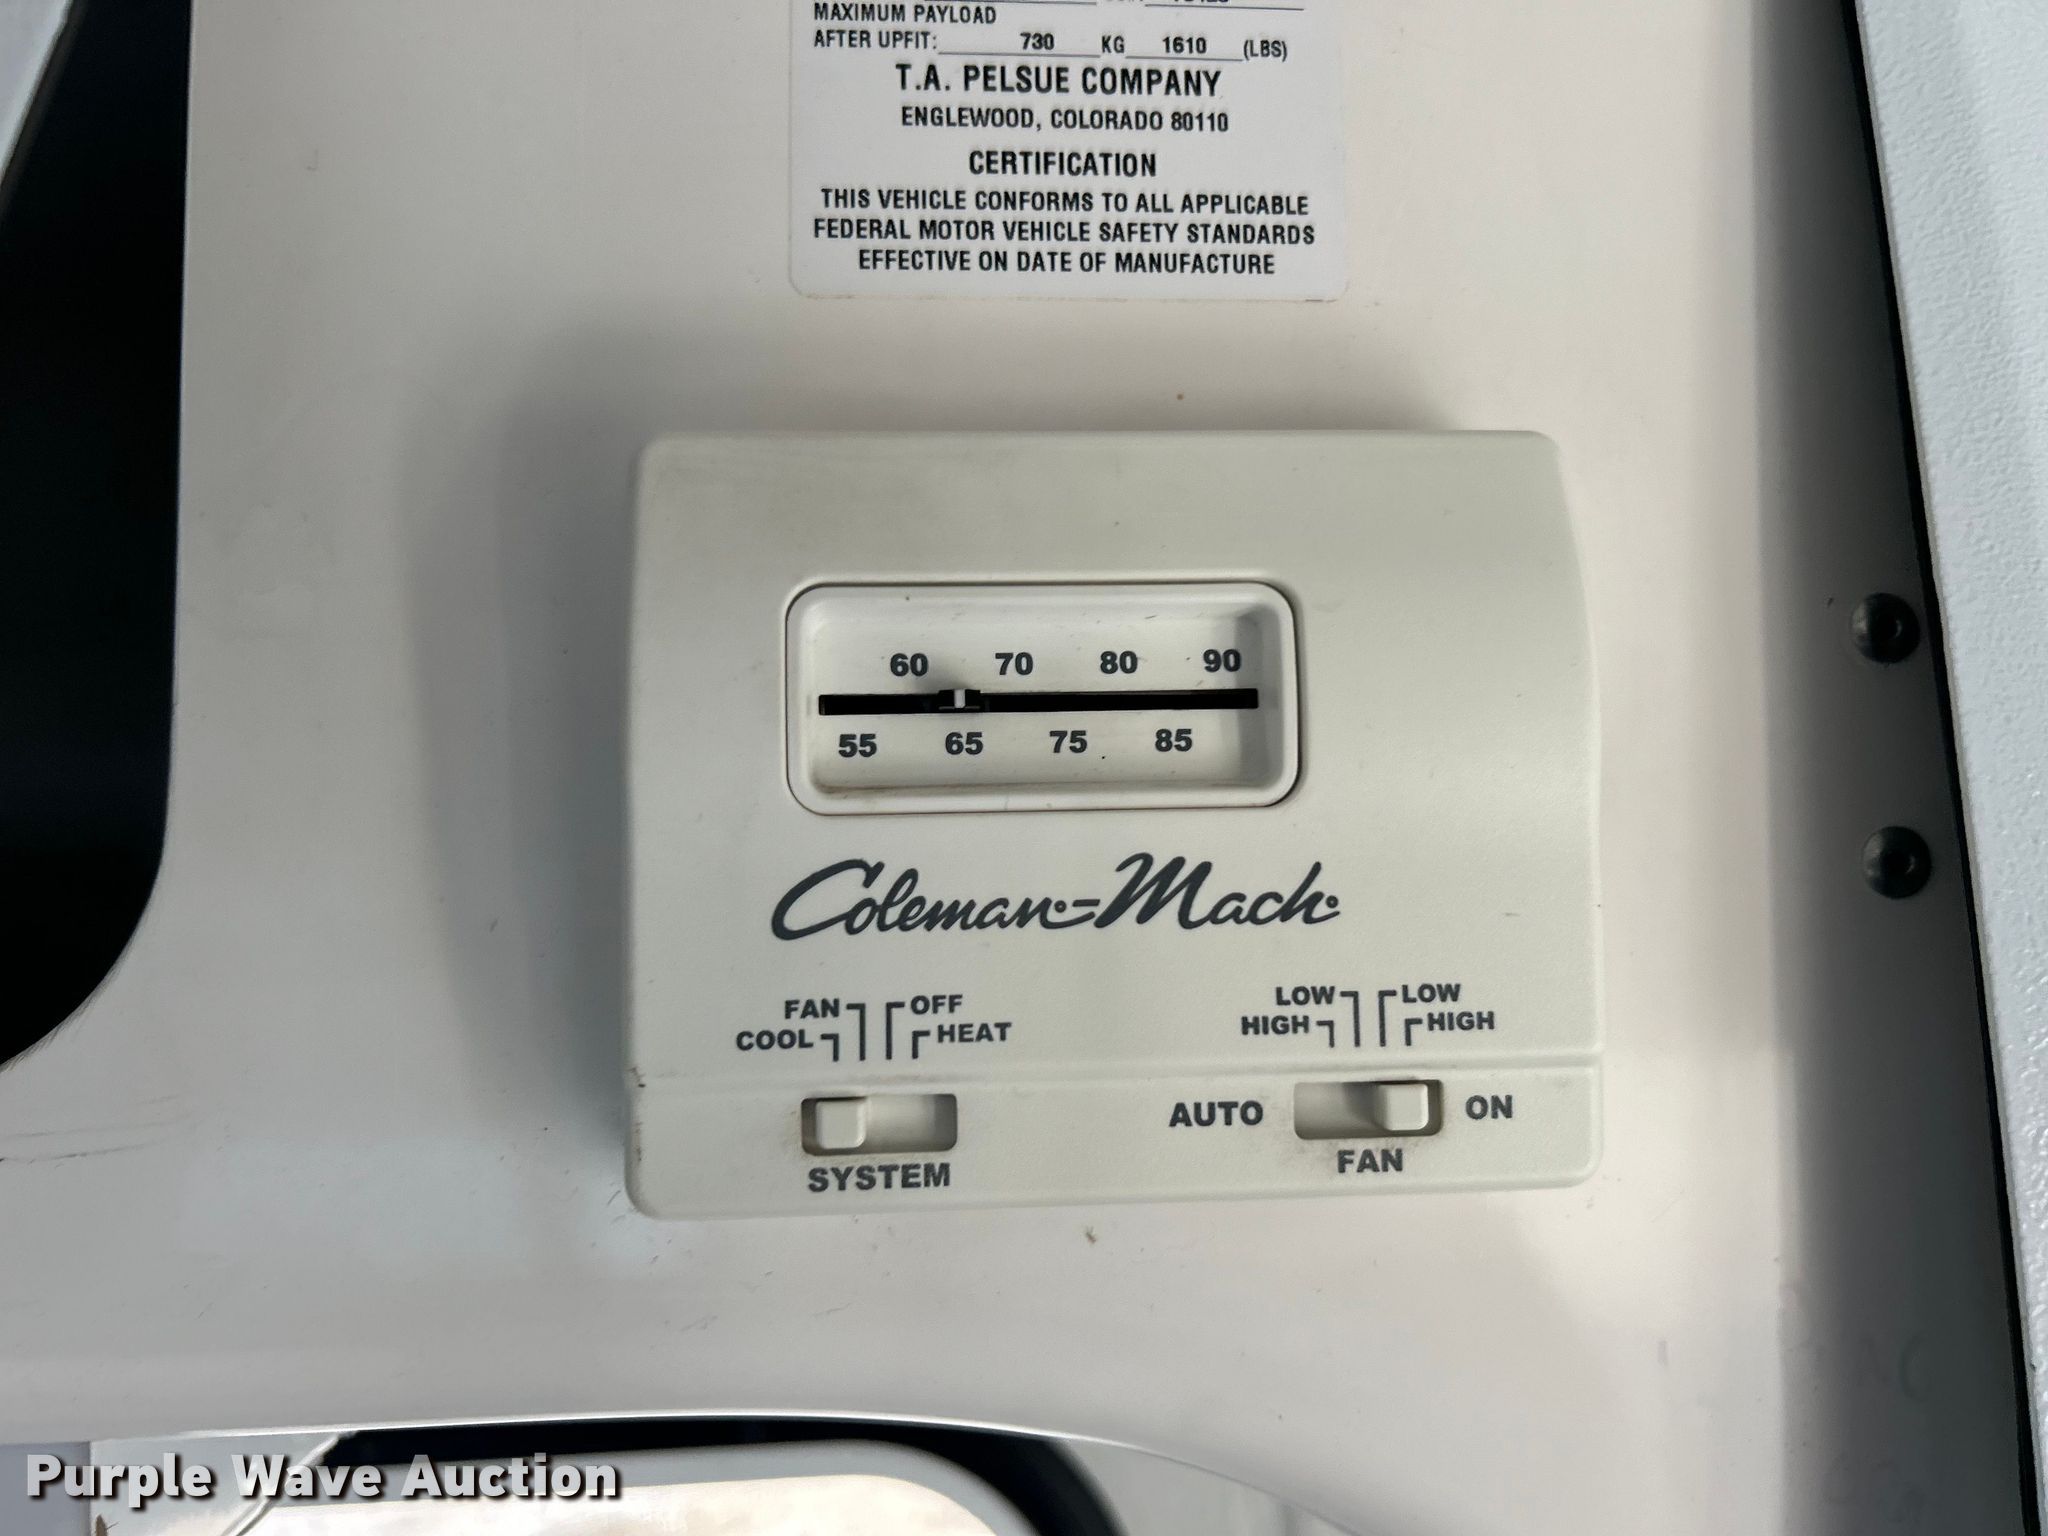 MAXIMUM PAYLOAD
AFTER UPFIT: 730 KG 1610 (LBS)
T.A. PELSUE COMPANY
ENGLEWOOD, COLORADO 80110
CERTIFICATION
THIS VEHICLE CONFORMS TO ALL APPLICABLE
FEDERAL MOTOR VEHICLE SAFETY STANDARDS
EFFECTIVE ON DATE OF MANUFACTURE
60 70 80 90
55 65 75 85
Coleman-Mach
FAN OFF
COOL HEAT
LOW LOW
HIGH HIGH
SYSTEM
AUTO ON
FAN
Purple Wave Auction